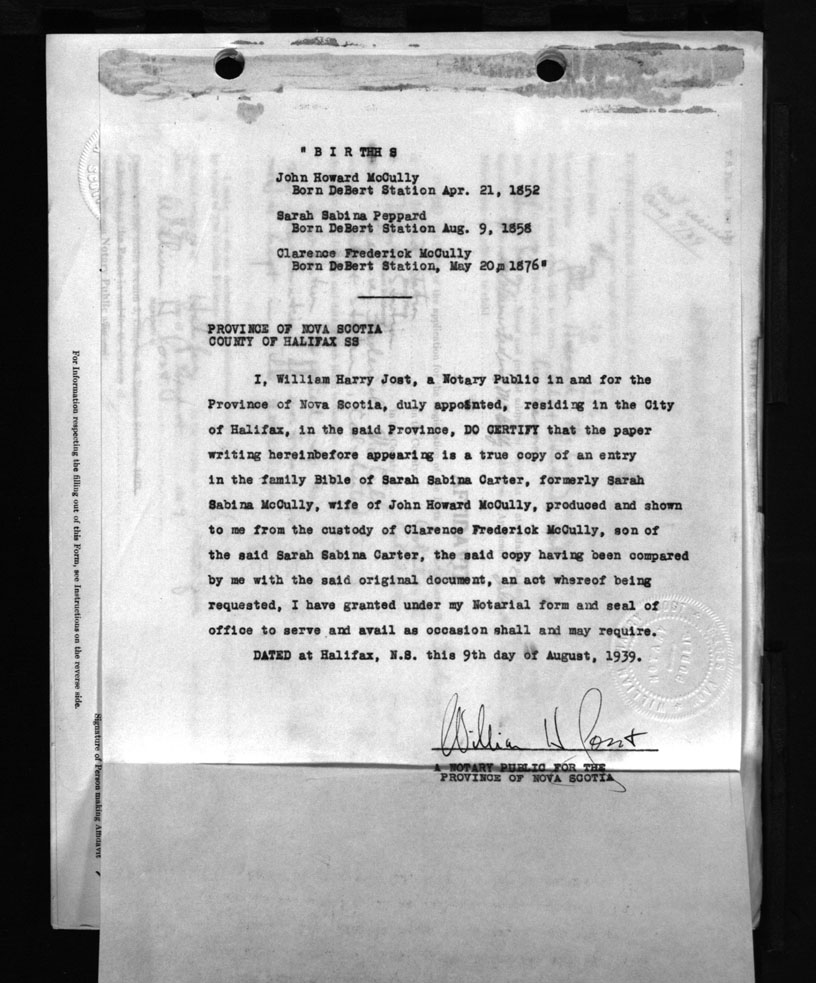 " B I R T H S
John Howard McCully
Born DeBert Station Apr. 21, 1852
Sarah Sabina Peppard
Born DeBert Station Aug. 9, 1858
Clarence Frederick McCully
Born DeBert Station, May 20, 1876"
PROVINCE OF NOVA SCOTIA
COUNTY OF HALIFAX SS
I, William Harry Jost, a Notary Public in and for the
Province of Nova Scotia, duly appointed, residing in the City
of Halifax, in the said Province, DO CERTIFY that the paper
writing hereinbefore appearing is a true copy of an entry
in the family Bible of Sarah Sabina Carter, formerly Sarah
Sabina McCully, wife of John Howard McCully, produced and shown
to me from the custody of Clarence Frederick McCully, son of
the said Sarah Sabina Carter, the said copy having been compared
by me with the said original document, an act whereof being
requested, I have granted under my Notarial form and seal of
office to serve and avail as occasion shall and may require.
DATED at Halifax, N.S. this 9th day of August, 1939.
William H Jost
A NOTARY PUBLIC FOR THE
PROVINCE OF NOVA SCOTIA
NOTARY PUBLIC
For Information respecting the filling out of this Form, see Instructions on the reverse side.
Signature of Person making Affidavit